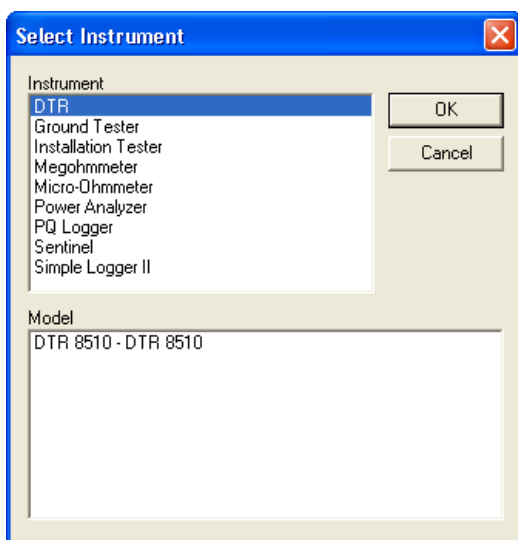 Select Instrument
Instrument
DTR
Ground Tester
Installation Tester
Megohmmeter
Micro-Ohmmeter
Power Analyzer
PQ Logger
Sentinel
Simple Logger II
OK
Cancel
Model
DTR 8510 - DTR 8510